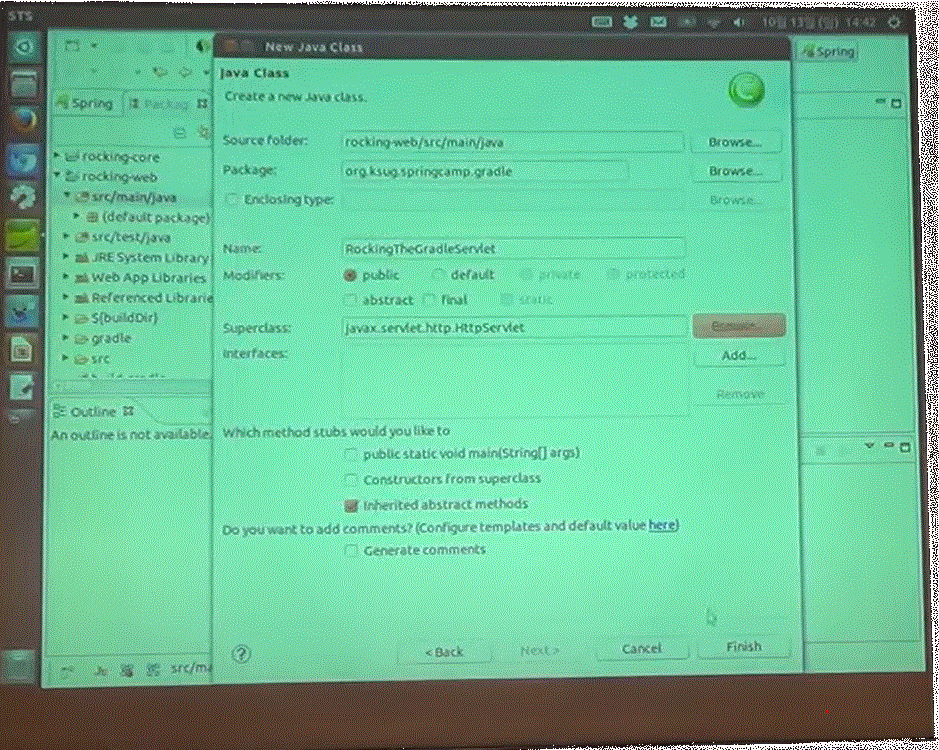 STS
10월 13일 (일) 14:42
New Java Class
Java Class
Create a new Java class.
Source folder: rocking-web/src/main/java Browse...
Package: org.ksug.springcamp.gradle Browse...
Enclosing type: Browse...
Name: RockingTheGradleServlet
Modifiers: public default private protected
abstract final static
Superclass: javax.servlet.http.HttpServlet Browse...
Interfaces: Add...
Remove
Which method stubs would you like to
public static void main(String[] args)
Constructors from superclass
Inherited abstract methods
Do you want to add comments? (Configure templates and default value here)
Generate comments
< Back Next > Cancel Finish
Spring Packag
rocking-core
rocking-web
src/main/java
(default package)
src/test/java
JRE System Library
Web App Libraries
Referenced Librarie
${buildDir}
gradle
src
build.gradle
Outline
An outline is not available.
src/ma
Spring